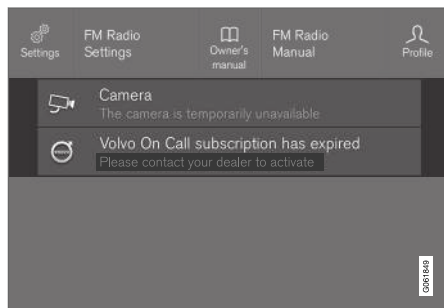 FM Radio
Settings
FM Radio
Manual
Settings
Owner's
manual
Profile
Camera
The camera is temporarily unavailable
Volvo On Call subscription has expired
Please contact your dealer to activate
G061849